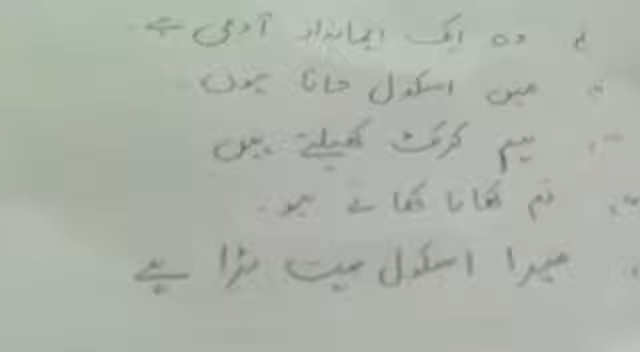 وہ ایک ایماندار آدمی ہے۔
میں اسکول جاتا ہوں۔
ہم کرکٹ کھیلتے ہیں
تم کھانا کھاتے ہو۔
میرا اسکول بہت بڑا ہے